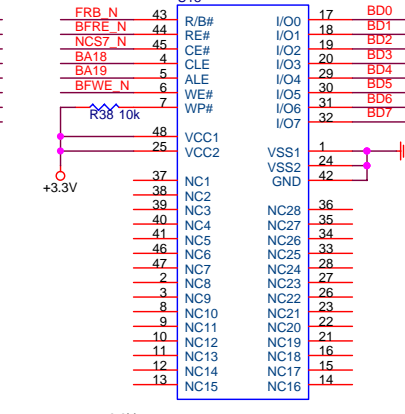 FRB_N 43 R/B# I/O0 17 BD0
BFRE_N 44 RE# I/O1 18 BD1
NCS7_N 45 CE# I/O2 19 BD2
BA18 4 CLE I/O3 20 BD3
BA19 5 ALE I/O4 29 BD4
BFWE_N 6 WE# I/O5 30 BD5
7 WP# I/O6 31 BD6
R38 10k I/O7 32 BD7
48 VCC1
25 VCC2 VSS1 1
VSS2 24
+3.3V 37 NC1 GND 42
38 NC2
39 NC3 NC28 36
40 NC4 NC27 35
41 NC5 NC26 34
46 NC6 NC25 33
47 NC7 NC24 28
2 NC8 NC23 27
3 NC9 NC22 26
8 NC10 NC21 23
9 NC11 NC20 22
10 NC12 NC19 21
11 NC13 NC18 16
12 NC14 NC17 15
13 NC15 NC16 14